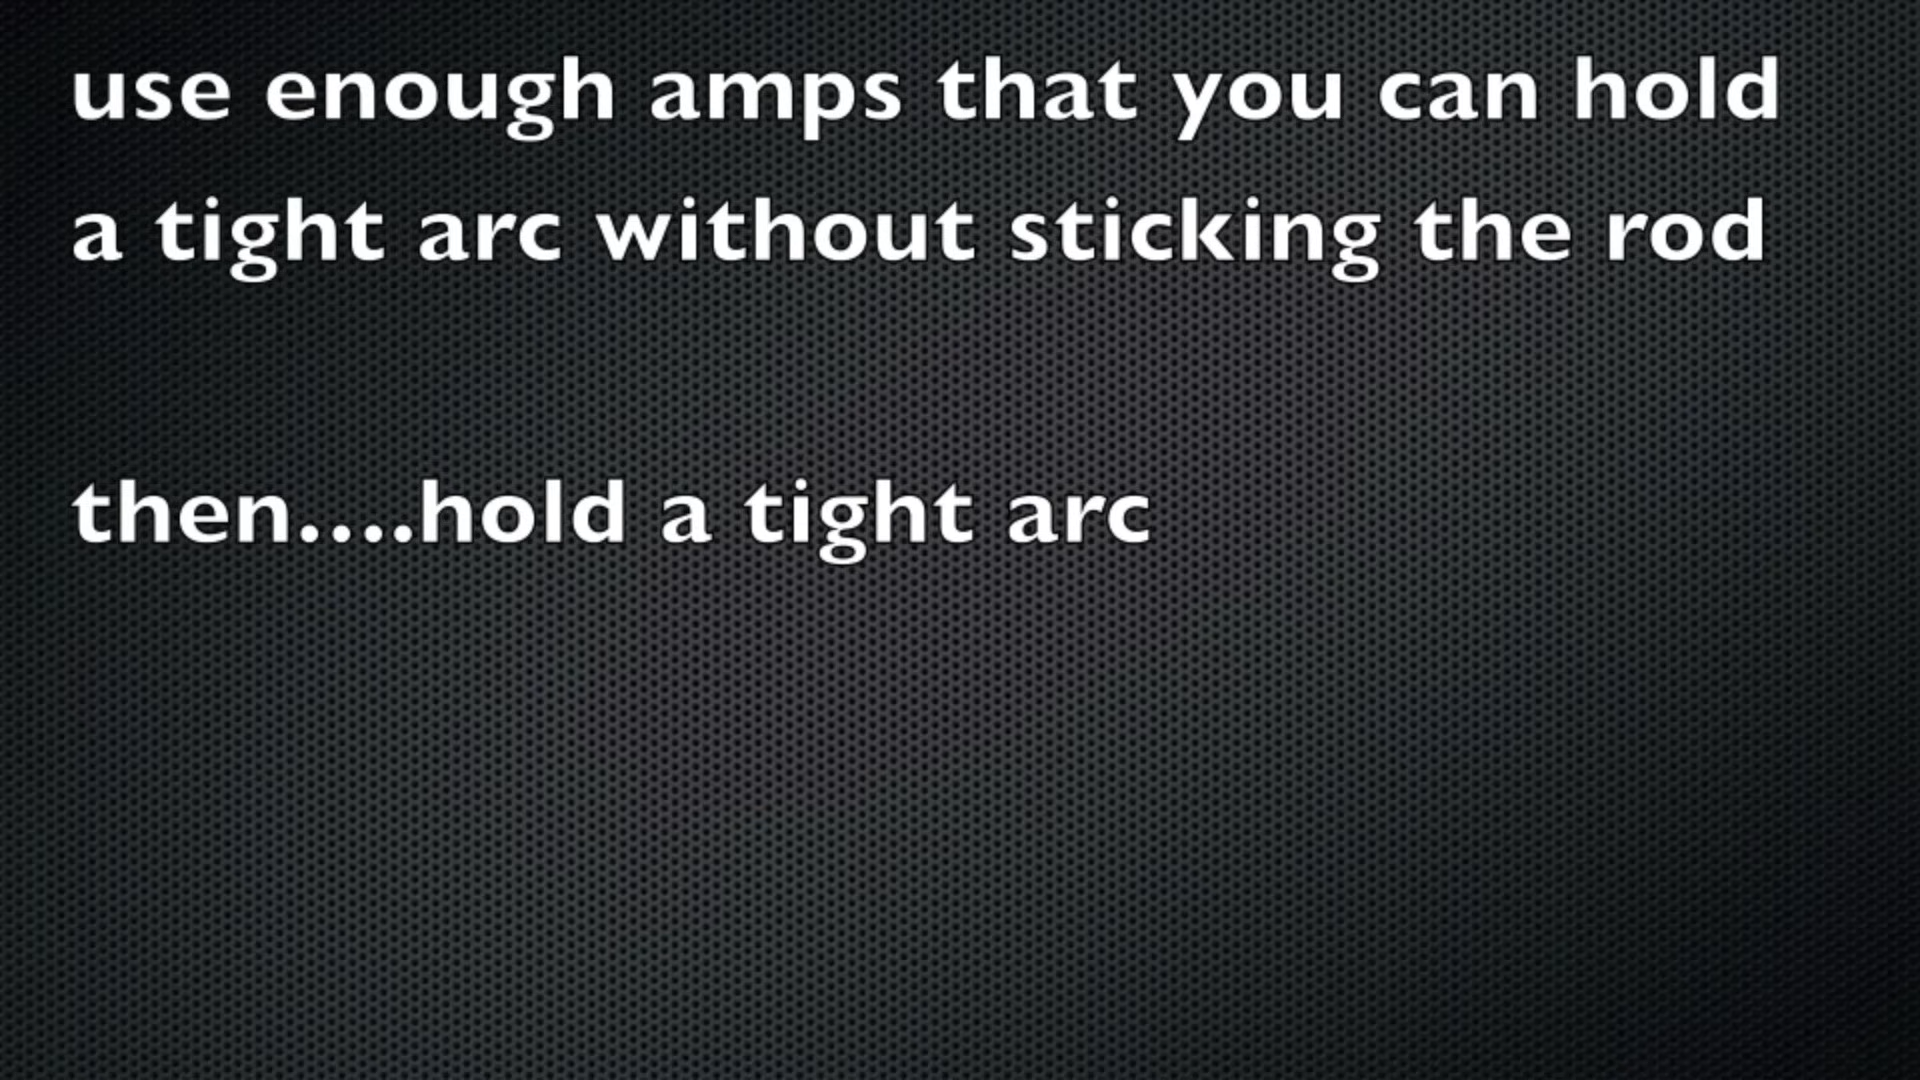 use enough amps that you can hold
a tight arc without sticking the rod
then....hold a tight arc